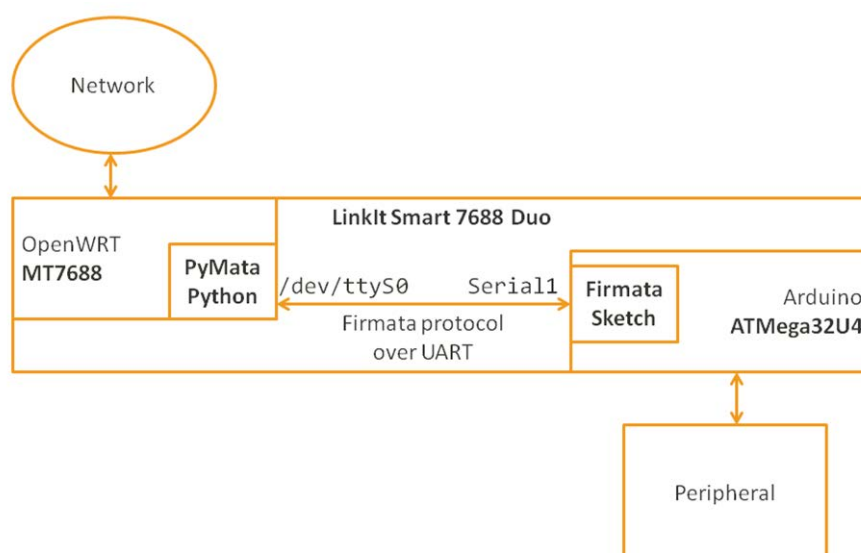 Network
LinkIt Smart 7688 Duo
OpenWRT
MT7688
PyMata
Python
/dev/ttyS0
Serial1
Firmata protocol
over UART
Firmata
Sketch
Arduino
ATMega32U4
Peripheral